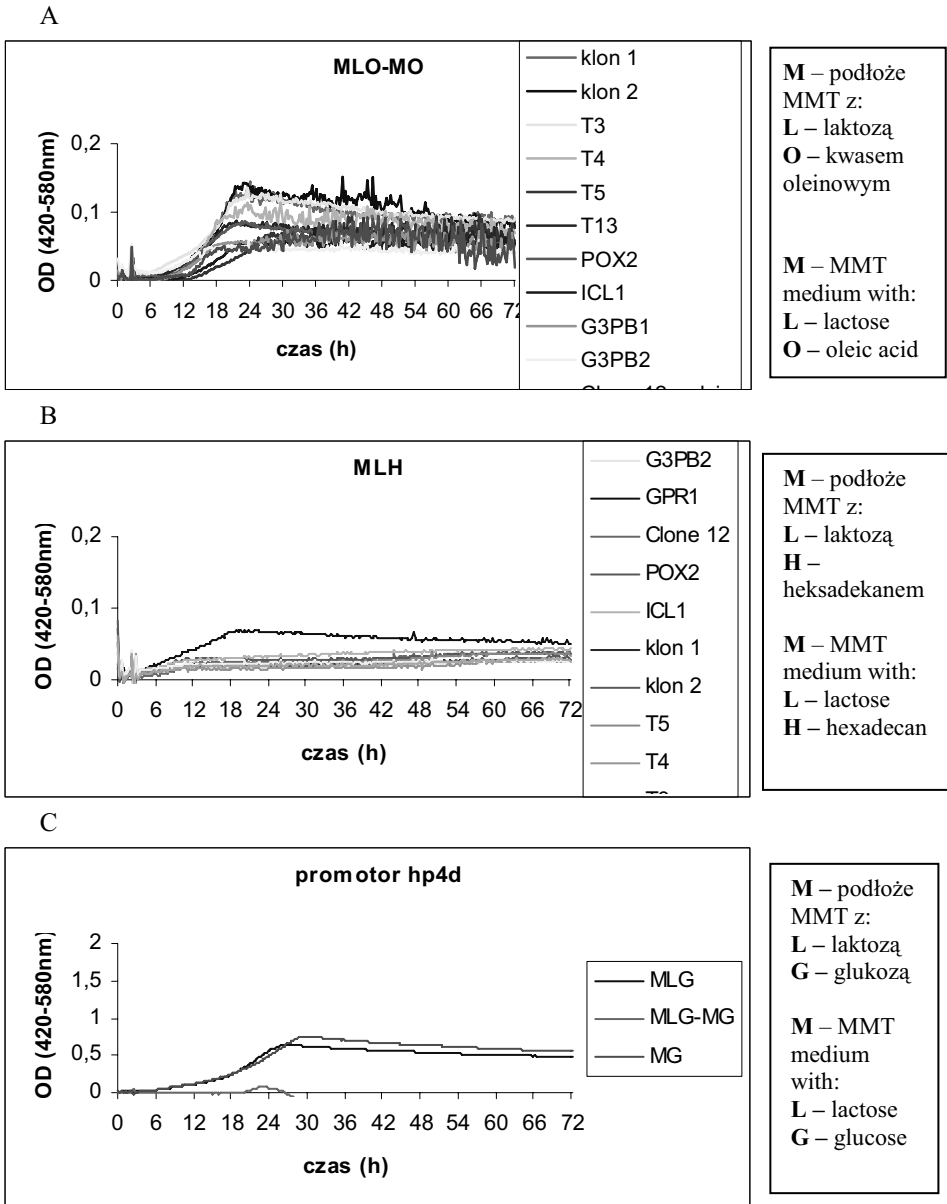 A
MLO-MO
OD (420-580nm)
0,2
0,1
0
0 6 12 18 24 30 36 42 48 54 60 66 72
czas (h)
klon 1
klon 2
T3
T4
T5
T13
POX2
ICL1
G3PB1
G3PB2
M – podłoże
MMT z:
L – laktozą
O – kwasem
oleinowym
M – MMT
medium with:
L – lactose
O – oleic acid
B
MLH
OD (420-580nm)
0,2
0,1
0
0 6 12 18 24 30 36 42 48 54 60 66 72
czas (h)
G3PB2
GPR1
Clone 12
POX2
ICL1
klon 1
klon 2
T5
T4
M – podłoże
MMT z:
L – laktozą
H –
heksadekanem
M – MMT
medium with:
L – lactose
H – hexadecan
C
promotor hp4d
OD (420-580nm)
2
1,5
1
0,5
0
0 6 12 18 24 30 36 42 48 54 60 66 72
czas (h)
MLG
MLG-MG
MG
M – podłoże
MMT z:
L – laktozą
G – glukozą
M – MMT
medium
with:
L – lactose
G – glucose